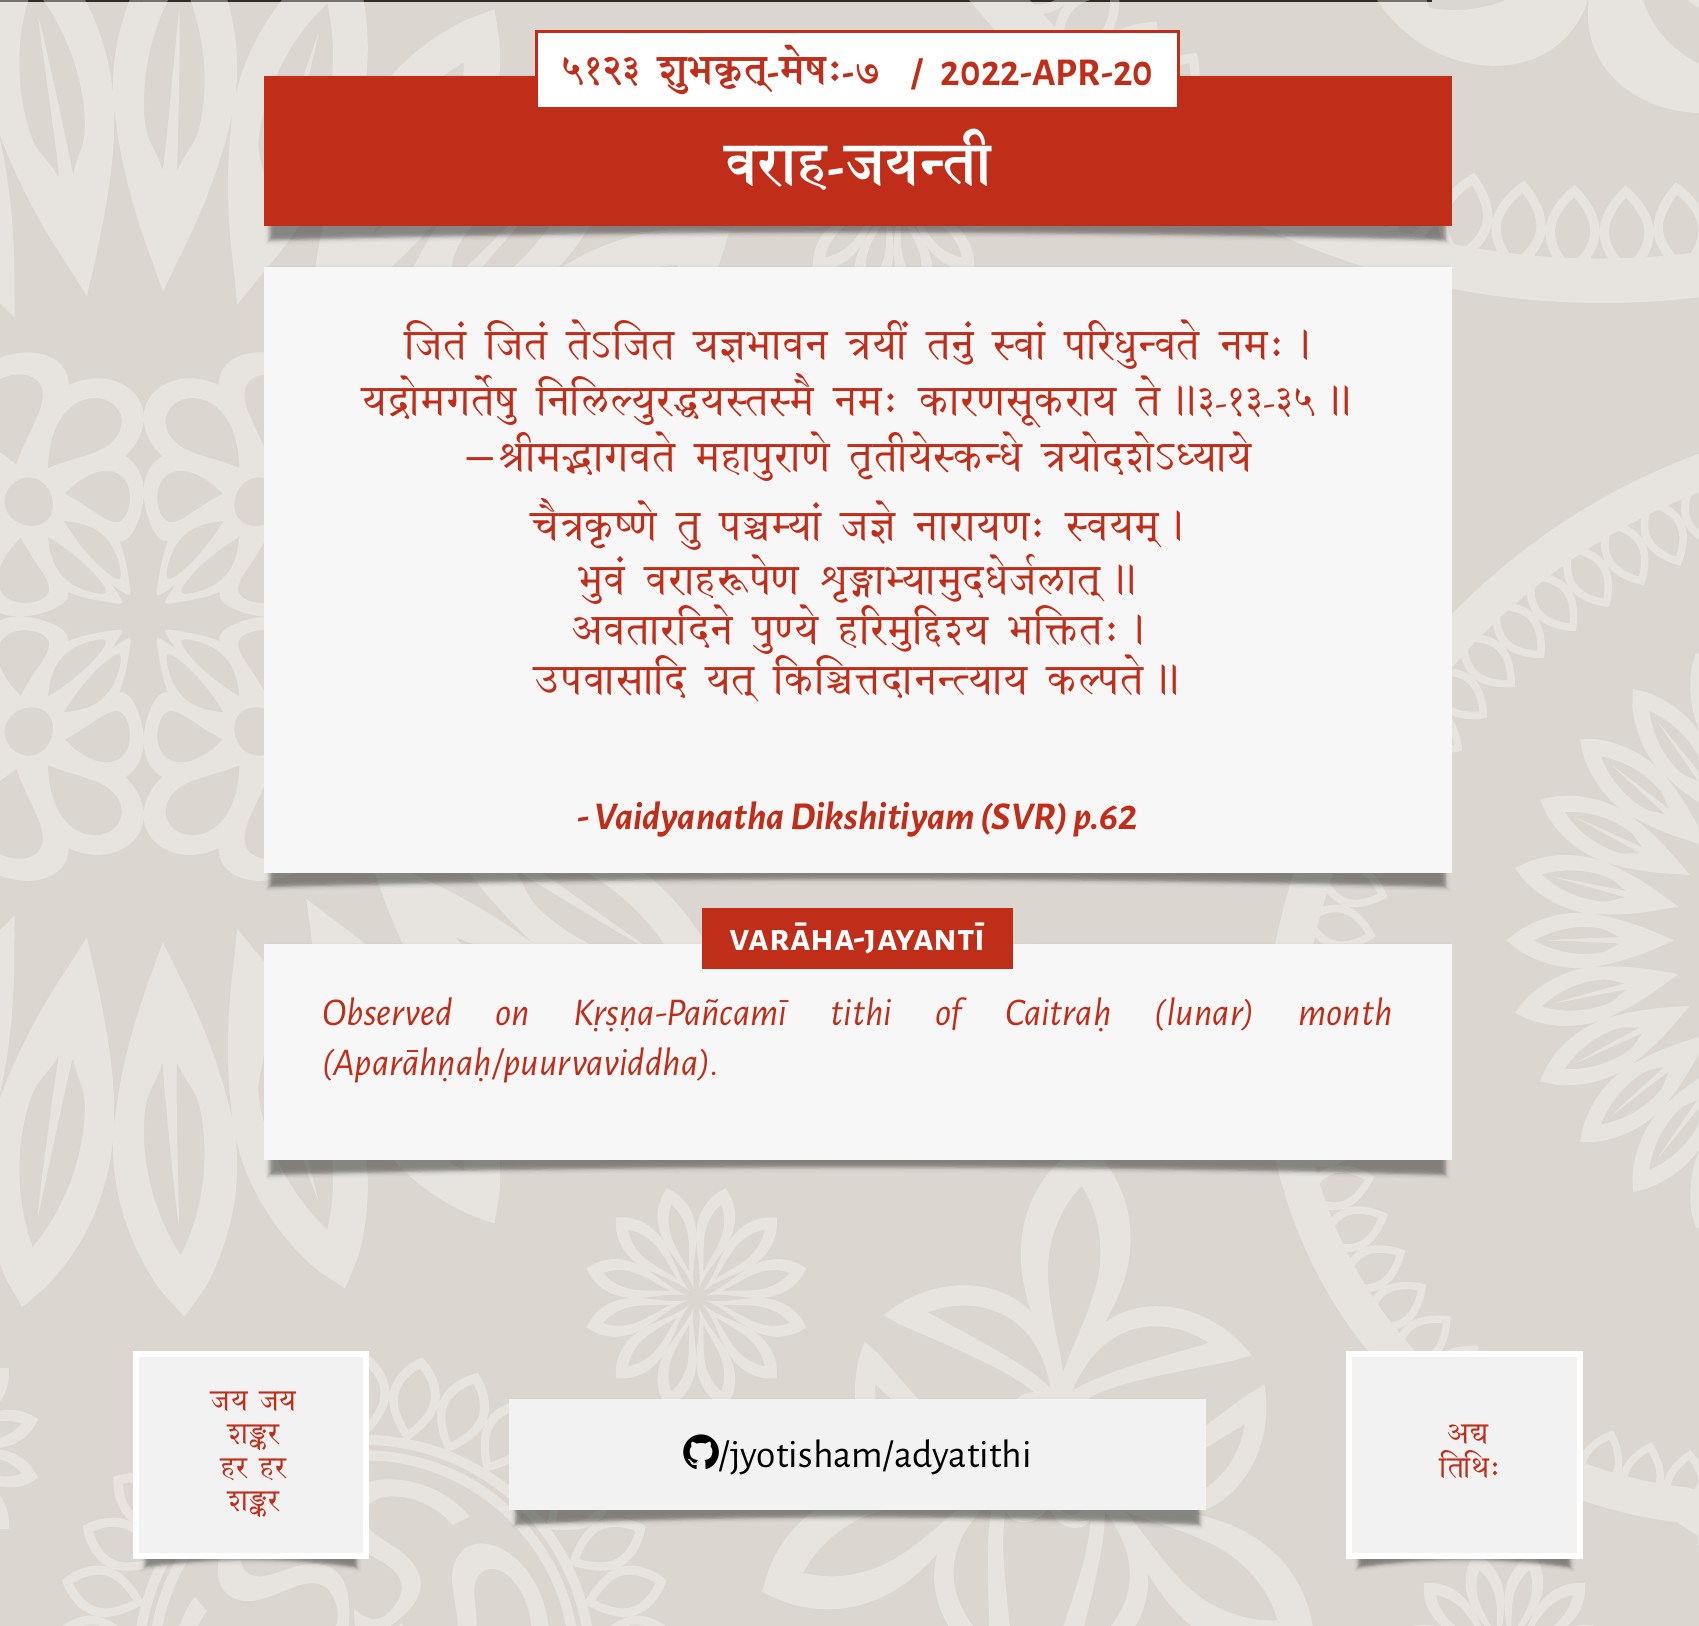 ५१२३ शुभकृत्-मेषः-७ / 2022-APR-20
वराह-जयन्ती
जितं जितं तेऽजित यज्ञभावन त्रयीं तनुं स्वां परिधुन्वते नमः ।
यद्रोमगर्तेषु निलिल्युरद्धयस्तस्मै नमः कारणसूकराय ते ॥३-१३-३५ ॥
—श्रीमद्भागवते महापुराणे तृतीयेस्कन्धे त्रयोदशेऽध्याये
चैत्रकृष्णे तु पञ्चम्यां जज्ञे नारायणः स्वयम् ।
भुवं वराहरूपेण शृङ्गाभ्यामुदधेर्जलात् ॥
अवतारदिने पुण्ये हरिमुद्दिश्य भक्तितः ।
उपवासादि यत् किञ्चित्तदानन्त्याय कल्पते ॥
- Vaidyanatha Dikshitiyam (SVR) p.62
VARĀHA-JAYANTĪ
Observed on Kṛṣṇa-Pañcamī tithi of Caitraḥ (lunar) month
(Aparāhṇaḥ/puurvaviddha).
जय जय
शङ्कर
हर हर
शङ्कर
/jyotisham/adyatithi
अद्य
तिथिः